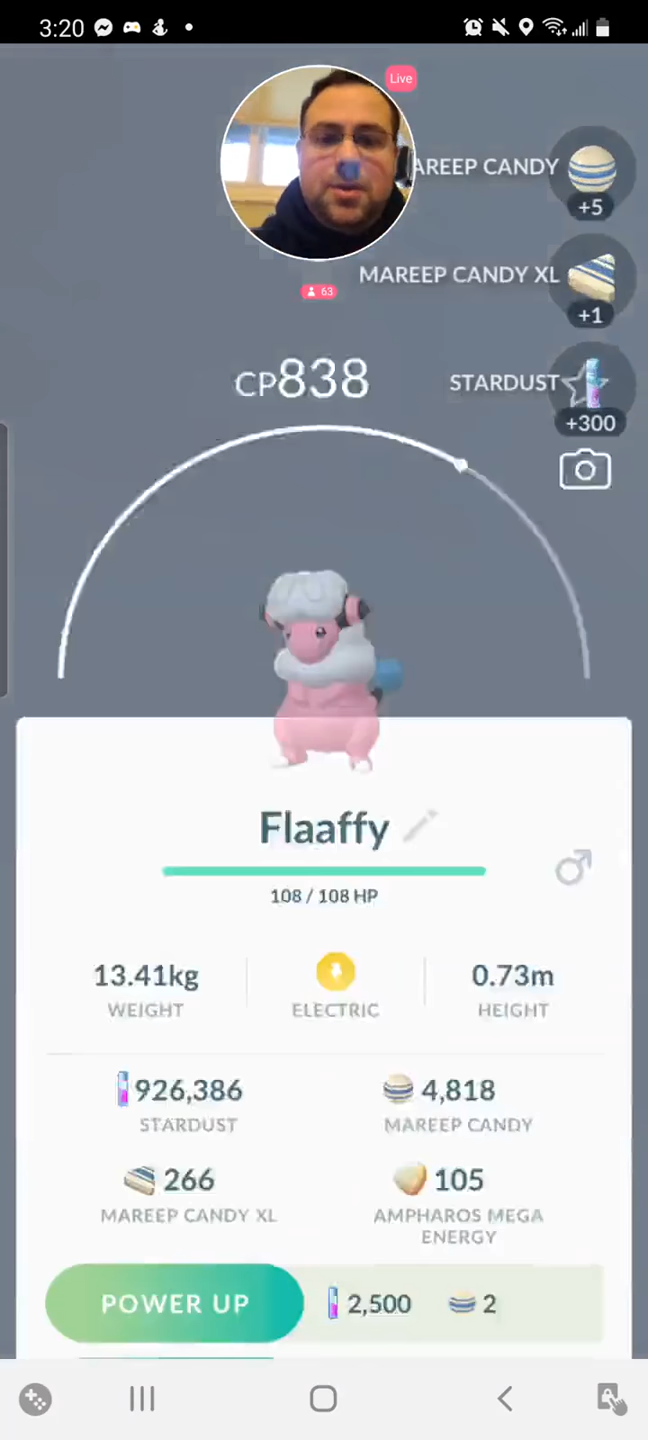 3:20
Live
AREEP CANDY
+5
63
MAREEP CANDY XL
+1
CP838
STARDUST
+300
Flaaffy
108 / 108 HP
13.41kg
WEIGHT
ELECTRIC
0.73m
HEIGHT
926,386
STARDUST
4,818
MAREEP CANDY
266
MAREEP CANDY XL
105
AMPHAROS MEGA
ENERGY
POWER UP
2,500
2